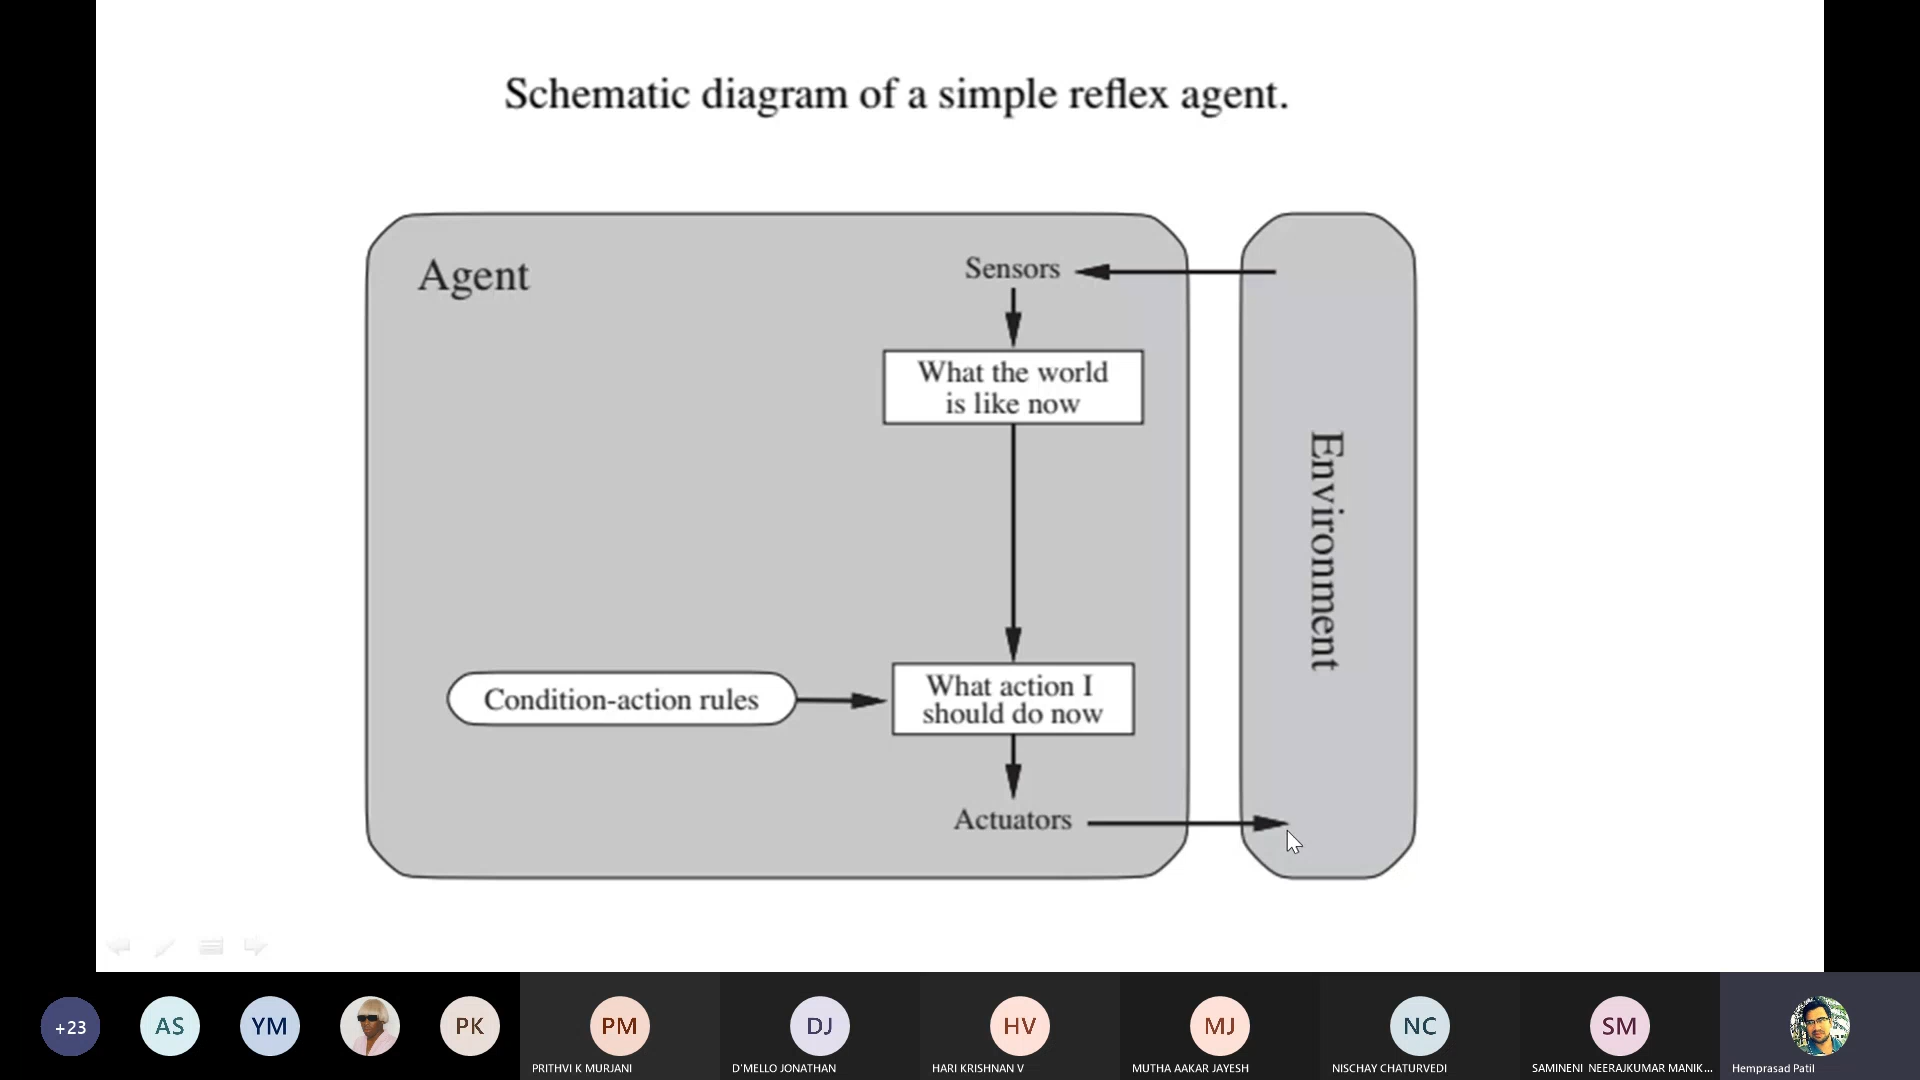 Schematic diagram of a simple reflex agent.
Agent
Sensors
What the world
is like now
Environment
Condition-action rules
What action I
should do now
Actuators
+23
AS
YM
PK
PM
DJ
HV
MJ
NC
SM
PRITHVI K MURJANI
D'MELLO JONATHAN
HARI KRISHNAN V
MUTHA AAKAR JAYESH
NISCHAY CHATURVEDI
SAMINENI NEERAJKUMAR MANIK...
Hemprasad Patil